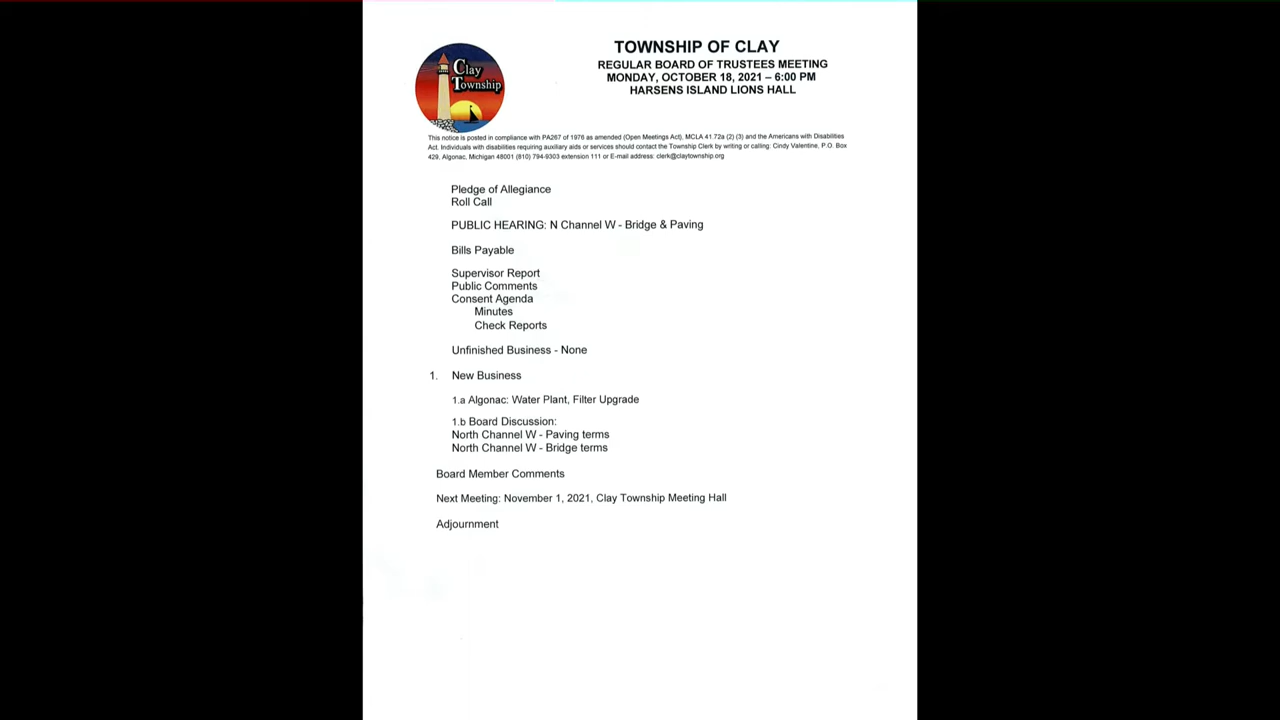 Clay
Township
TOWNSHIP OF CLAY
REGULAR BOARD OF TRUSTEES MEETING
MONDAY, OCTOBER 18, 2021 – 6:00 PM
HARSENS ISLAND LIONS HALL
This notice is posted in compliance with PA267 of 1976 as amended (Open Meetings Act), MCLA 41.72a (2) (3) and the Americans with Disabilities
Act. Individuals with disabilities requiring auxiliary aids or services should contact the Township Clerk by writing or calling: Cindy Valentine, P.O. Box
429, Algonac, Michigan 48001 (810) 794-9303 extension 111 or E-mail address: clerk@claytownship.org
Pledge of Allegiance
Roll Call
PUBLIC HEARING: N Channel W - Bridge & Paving
Bills Payable
Supervisor Report
Public Comments
Consent Agenda
Minutes
Check Reports
Unfinished Business - None
1. New Business
1.a Algonac: Water Plant, Filter Upgrade
1.b Board Discussion:
North Channel W - Paving terms
North Channel W - Bridge terms
Board Member Comments
Next Meeting: November 1, 2021, Clay Township Meeting Hall
Adjournment